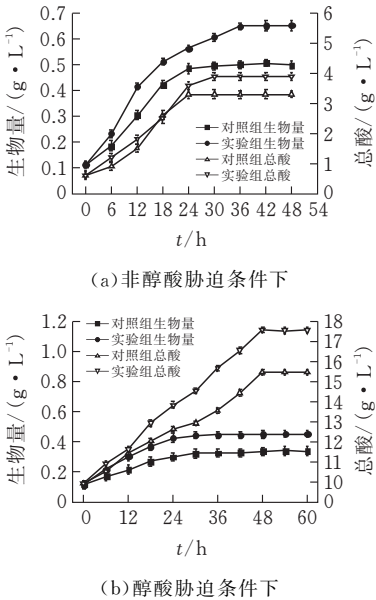 0.7
0.6
0.5
0.4
0.3
0.2
0.1
0
生物量/(g·L⁻¹)
6
5
4
3
2
1
0
总酸/(g·L⁻¹)
对照组生物量
实验组生物量
对照组总酸
实验组总酸
0 6 12 18 24 30 36 42 48 54
t/h
(a)非醇酸胁迫条件下
1.2
1.0
0.8
0.6
0.4
0.2
0
生物量/(g·L⁻¹)
18
17
16
15
14
13
12
11
10
0
总酸/(g·L⁻¹)
对照组生物量
实验组生物量
对照组总酸
实验组总酸
0 12 24 36 48 60
t/h
(b)醇酸胁迫条件下